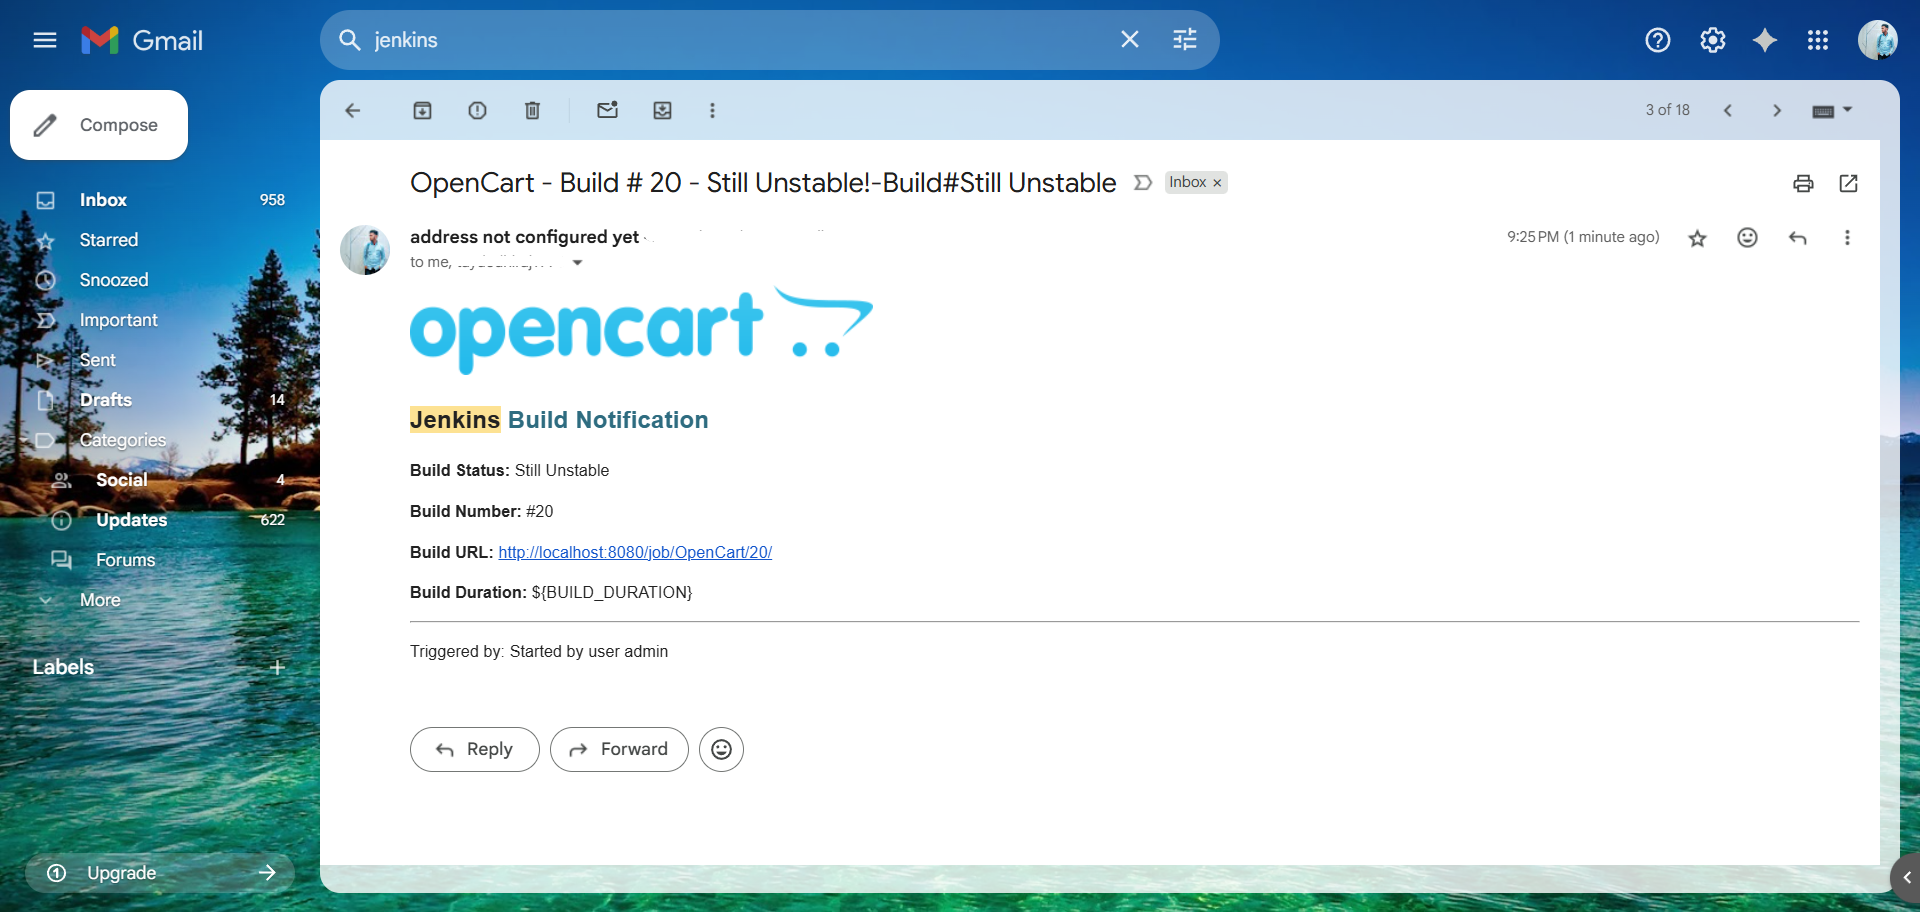 Gmail
jenkins
Compose
3 of 18
Inbox 958
Starred
Snoozed
Important
Sent
Drafts 14
Categories
Social 4
Updates 622
Forums
More
Labels
Upgrade
OpenCart - Build # 20 - Still Unstable!-Build#Still Unstable
Inbox ×
address not configured yet
9:25 PM (1 minute ago)
to me,
opencart
Jenkins Build Notification
Build Status: Still Unstable
Build Number: #20
Build URL: http://localhost:8080/job/OpenCart/20/
Build Duration: ${BUILD_DURATION}
Triggered by: Started by user admin
Reply
Forward